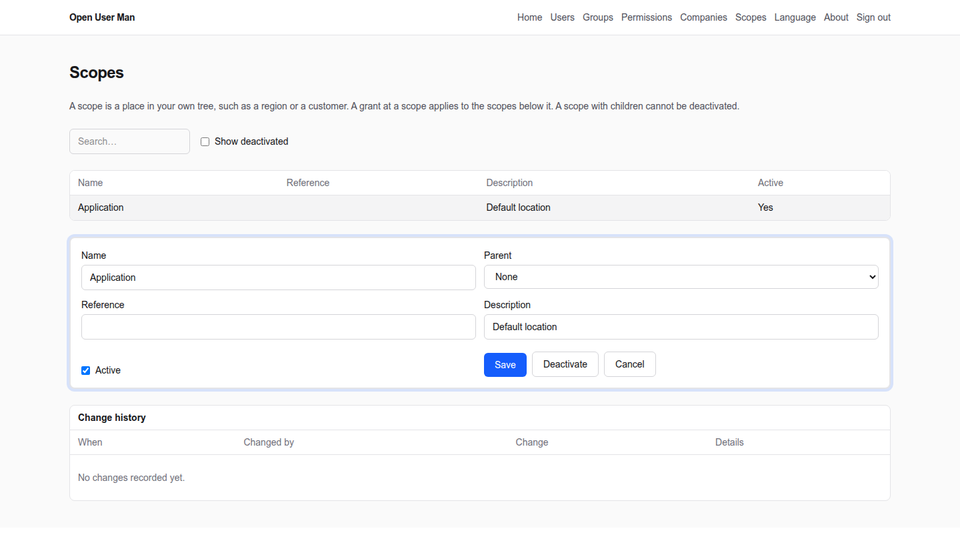 Open User Man
Home Users Groups Permissions Companies Scopes Language About Sign out
Scopes
A scope is a place in your own tree, such as a region or a customer. A grant at a scope applies to the scopes below it. A scope with children cannot be deactivated.
Search… Show deactivated
Name Reference Description Active
Application Default location Yes
Name Parent
Application None
Reference Description
Default location
Active Save Deactivate Cancel
Change history
When Changed by Change Details
No changes recorded yet.